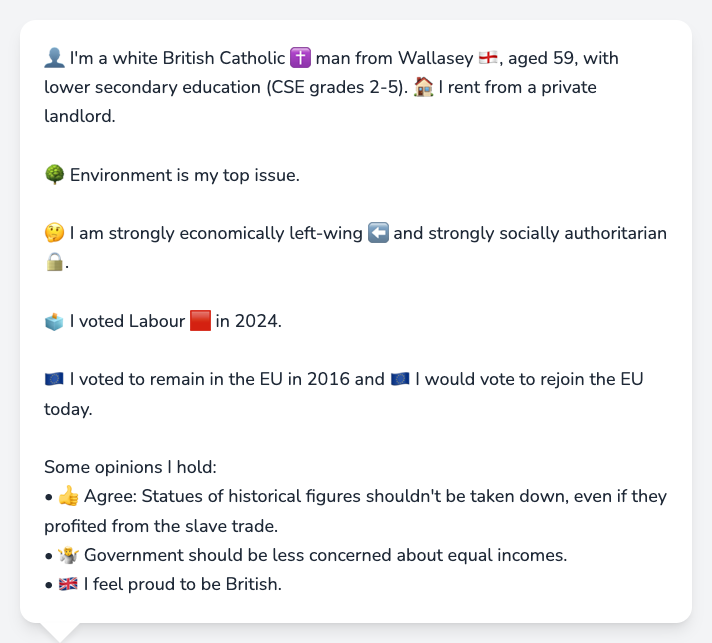 👤 I'm a white British Catholic ✝️ man from Wallasey 🏴󠁧󠁢󠁥󠁮󠁧󠁿, aged 59, with
lower secondary education (CSE grades 2-5). 🏠 I rent from a private
landlord.
🌳 Environment is my top issue.
🤔 I am strongly economically left-wing ⬅️ and strongly socially authoritarian
🔒.
🗳️ I voted Labour 🟥 in 2024.
🇪🇺 I voted to remain in the EU in 2016 and 🇪🇺 I would vote to rejoin the EU
today.
Some opinions I hold:
• 👍 Agree: Statues of historical figures shouldn't be taken down, even if they
profited from the slave trade.
• 🤷 Government should be less concerned about equal incomes.
• 🇬🇧 I feel proud to be British.